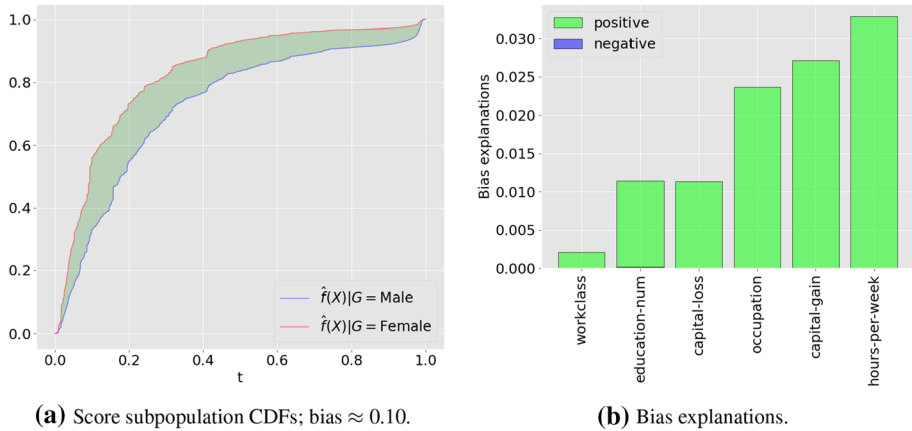 1.0
0.8
0.6
0.4
0.2
0.0
0.0 0.2 0.4 0.6 0.8 1.0
t
f̂(X)|G = Male
f̂(X)|G = Female
(a) Score subpopulation CDFs; bias ≈ 0.10.
Bias explanations
0.030
0.025
0.020
0.015
0.010
0.005
0.000
positive
negative
workclass
education-num
capital-loss
occupation
capital-gain
hours-per-week
(b) Bias explanations.